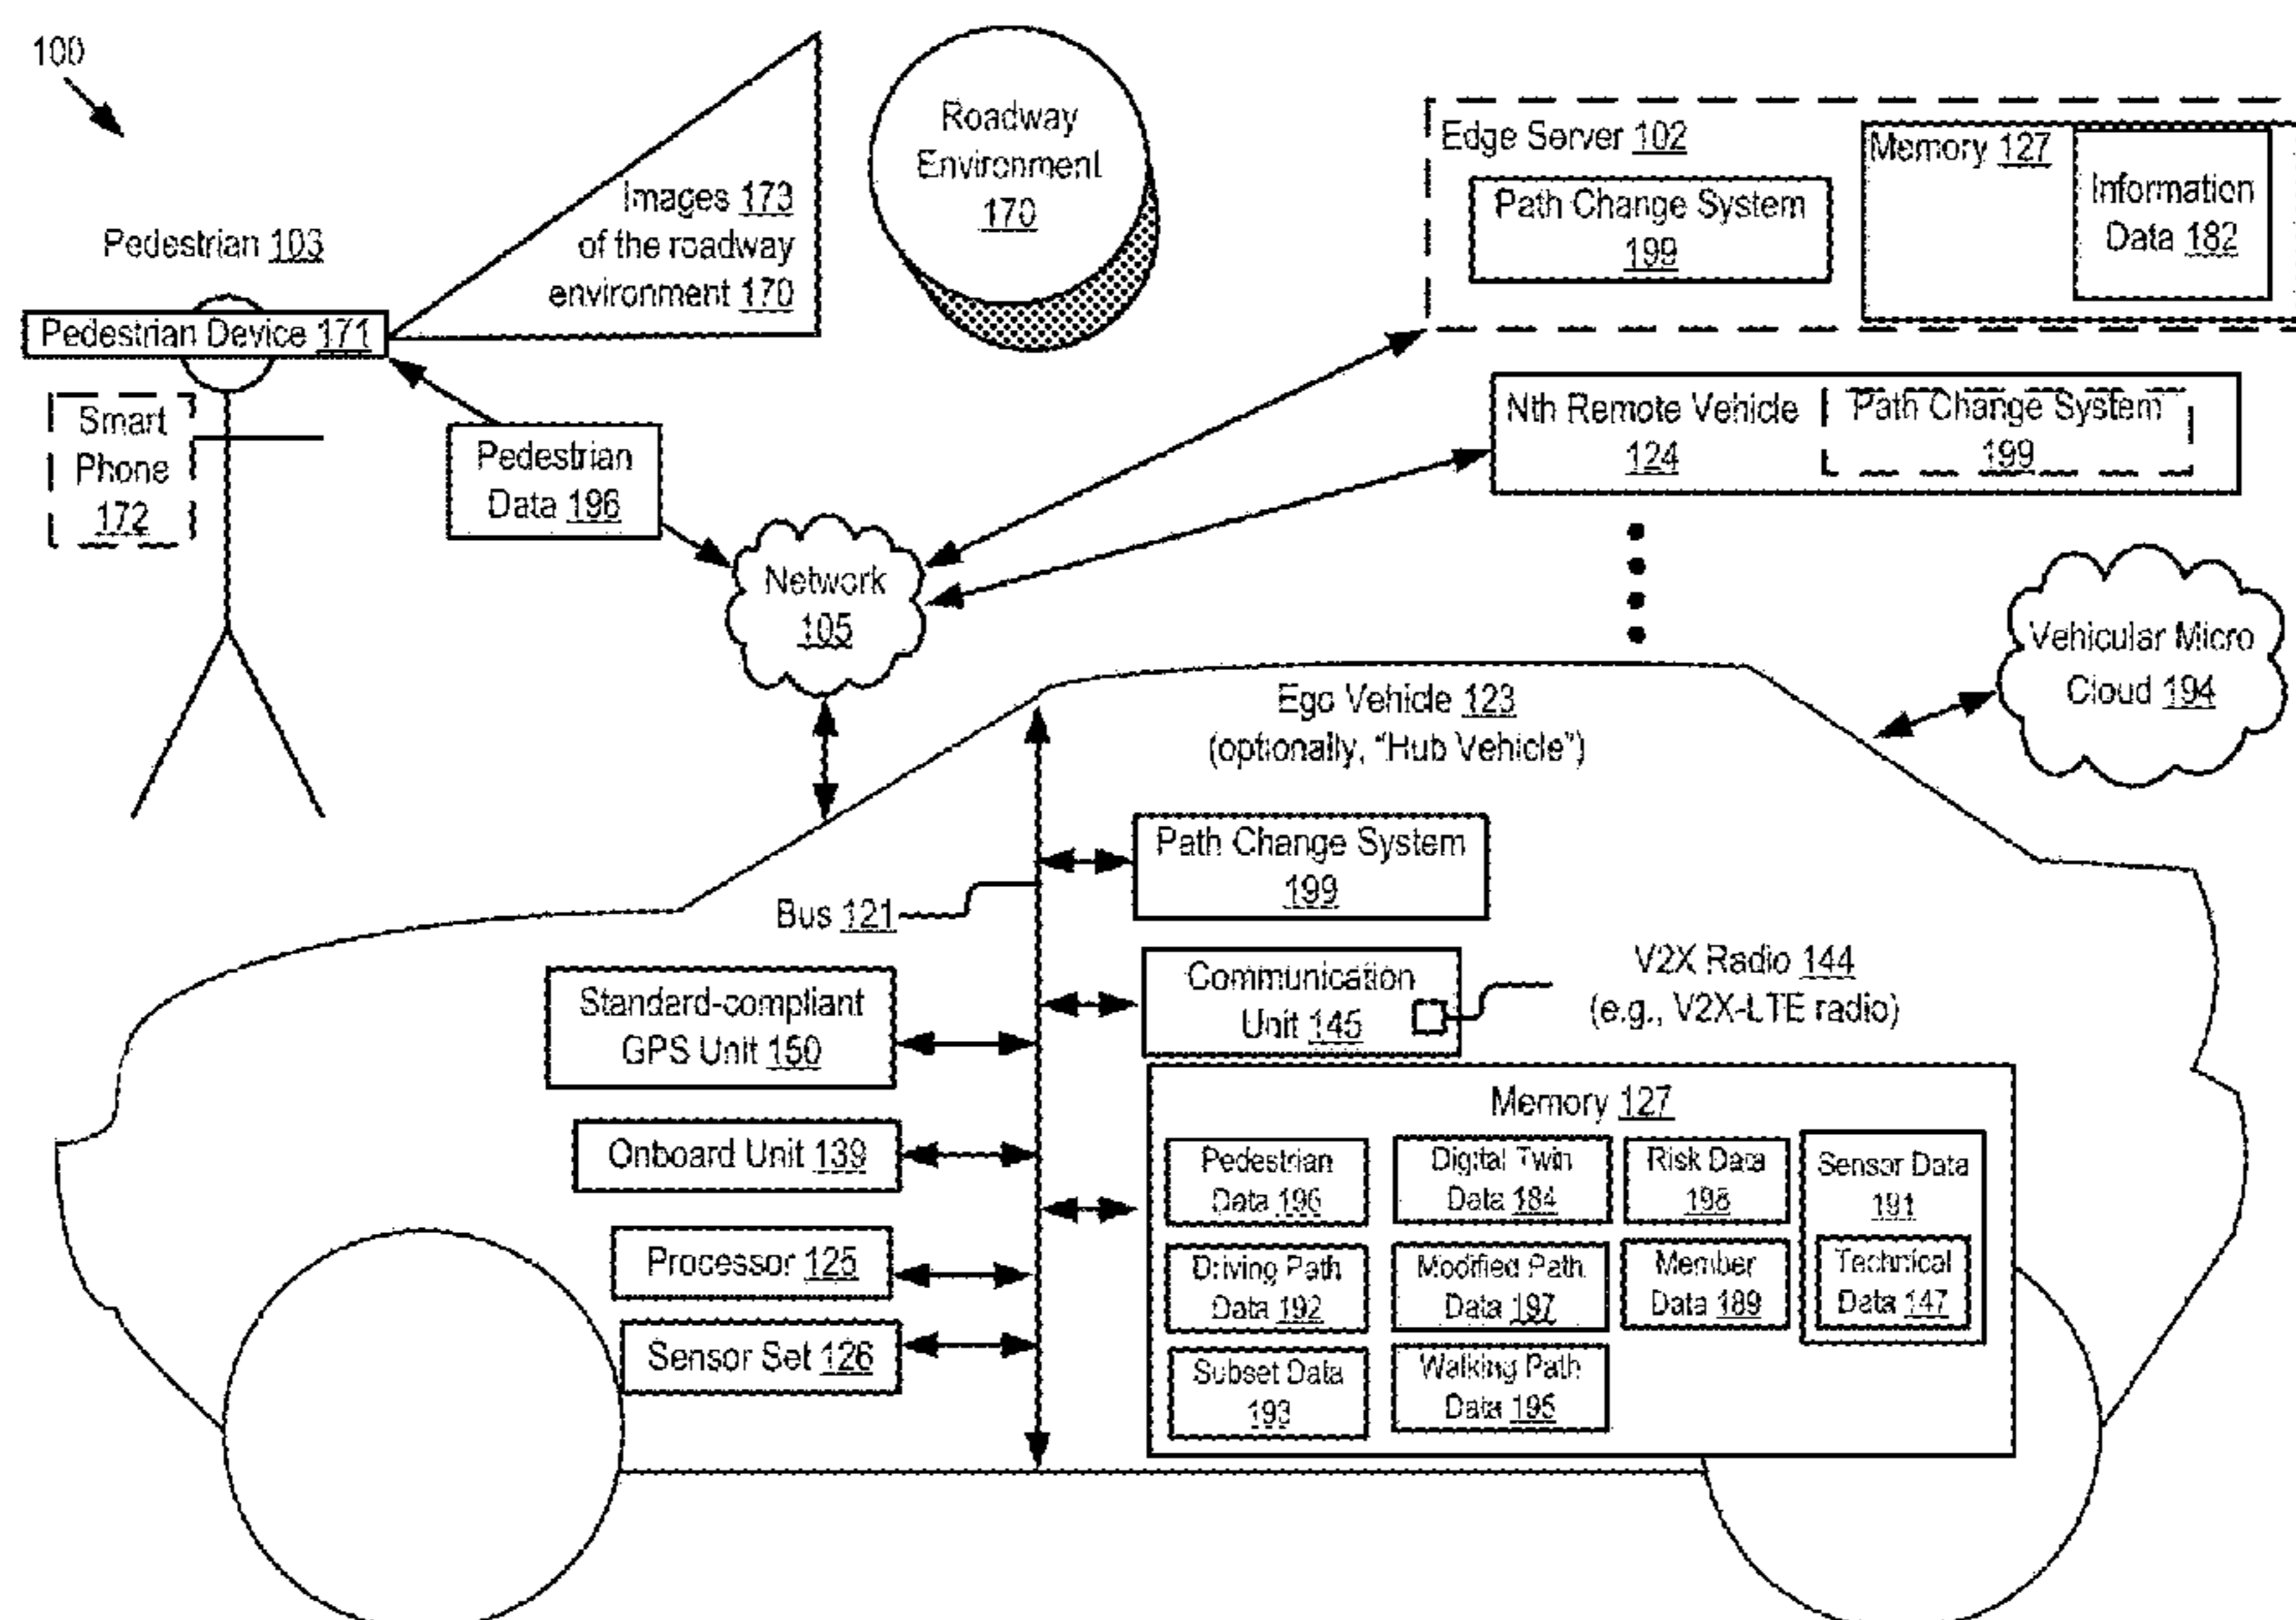 100
Pedestrian 103
Pedestrian Device 171
Smart
Phone
172
Images 173
of the roadway
environment 170
Roadway
Environment
170
Pedestrian
Data 196
Network
105
Edge Server 102
Path Change System
199
Memory 127
Information
Data 182
Nth Remote Vehicle
124
Path Change System
199
Vehicular Micro
Cloud 194
Ego Vehicle 123
(optionally, “Hub Vehicle”)
Path Change System
199
Bus 121
Communication
Unit 145
V2X Radio 144
(e.g., V2X-LTE radio)
Standard-compliant
GPS Unit 150
Onboard Unit 139
Processor 125
Sensor Set 126
Memory 127
Pedestrian
Data 196
Digital Twin
Data 184
Risk Data
198
Sensor Data
191
Technical
Data 147
Driving Path
Data 192
Modified Path
Data 197
Member
Data 189
Subset Data
193
Walking Path
Data 195